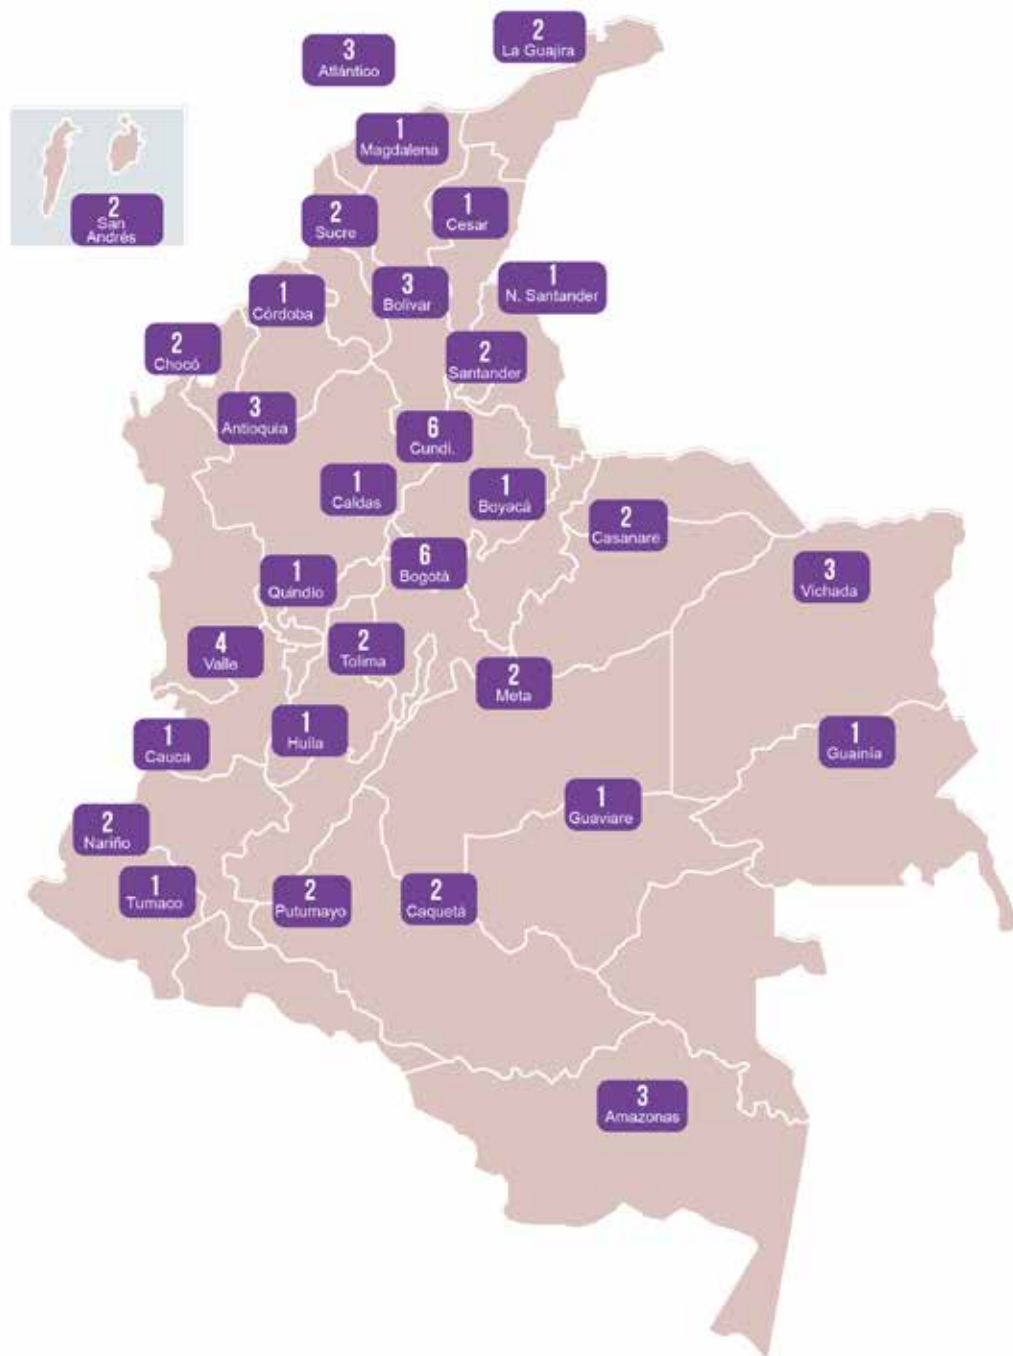 2
La Guajira
3
Atlántico
1
Magdalena
2
San
Andrés
2
Sucre
1
Cesar
1
N. Santander
1
Córdoba
3
Bolívar
2
Chocó
2
Santander
3
Antioquia
6
Cundi.
1
Caldas
1
Boyacá
2
Casanare
6
Bogotá
1
Quindío
3
Vichada
4
Valle
2
Tolima
2
Meta
1
Cauca
1
Huila
1
Guainía
1
Guaviare
2
Nariño
1
Tumaco
2
Putumayo
2
Caquetá
3
Amazonas